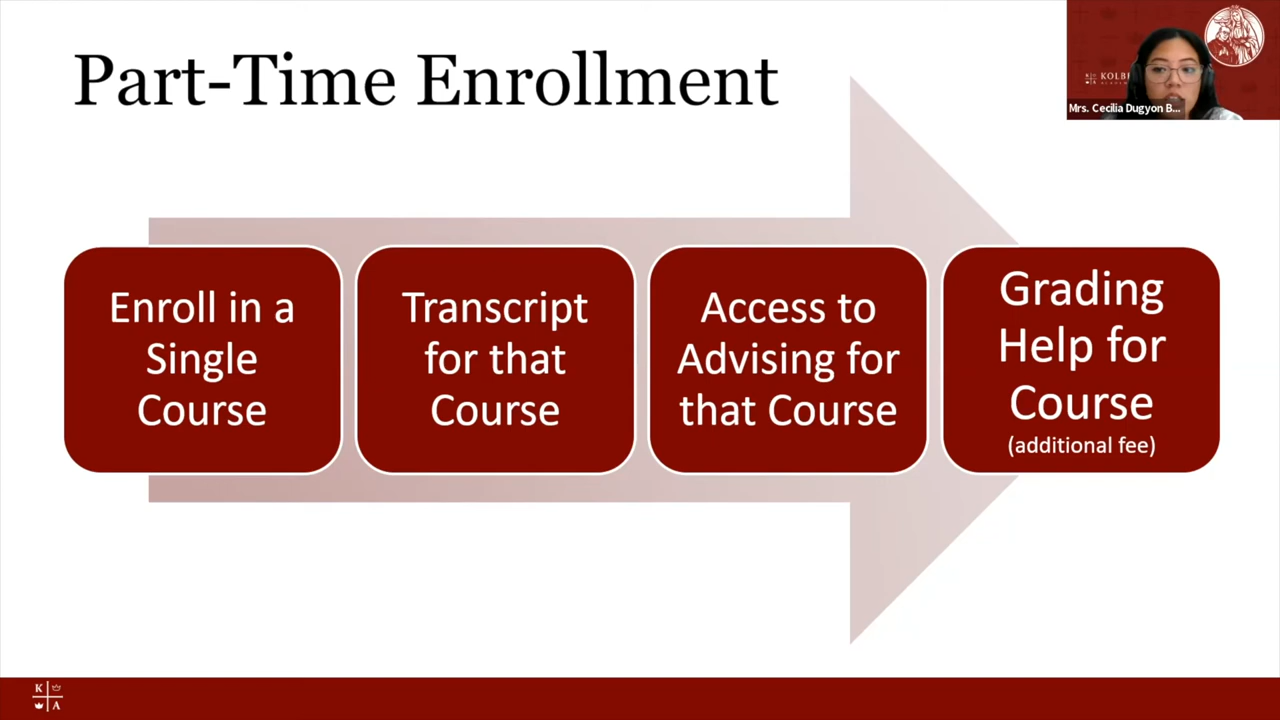 Part-Time Enrollment
KOLB
Mrs. Cecilia Dugyon B...
Enroll in a
Single
Course
Transcript
for that
Course
Access to
Advising for
that Course
Grading
Help for
Course
(additional fee)
K
A